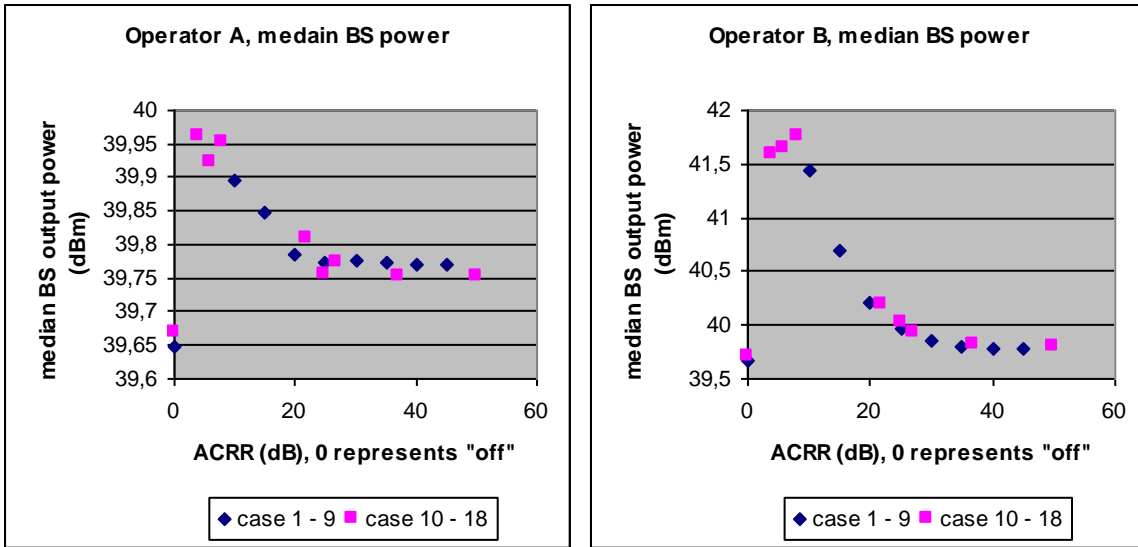 Operator A, medain BS power
median BS output power
(dBm)
40
39,95
39,9
39,85
39,8
39,75
39,7
39,65
39,6
0
20
40
60
ACRR (dB), 0 represents "off"
case 1 - 9
case 10 - 18
Operator B, median BS power
median BS output power
(dBm)
42
41,5
41
40,5
40
39,5
0
20
40
60
ACRR (dB), 0 represents "off"
case 1 - 9
case 10 - 18